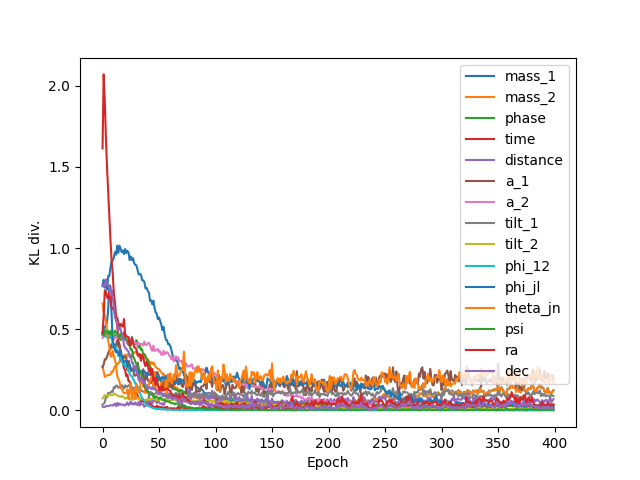 2.0
1.5
1.0
0.5
0.0
KL div.
0
50
100
150
200
250
300
350
400
Epoch
mass_1
mass_2
phase
time
distance
a_1
a_2
tilt_1
tilt_2
phi_12
phi_jl
theta_jn
psi
ra
dec